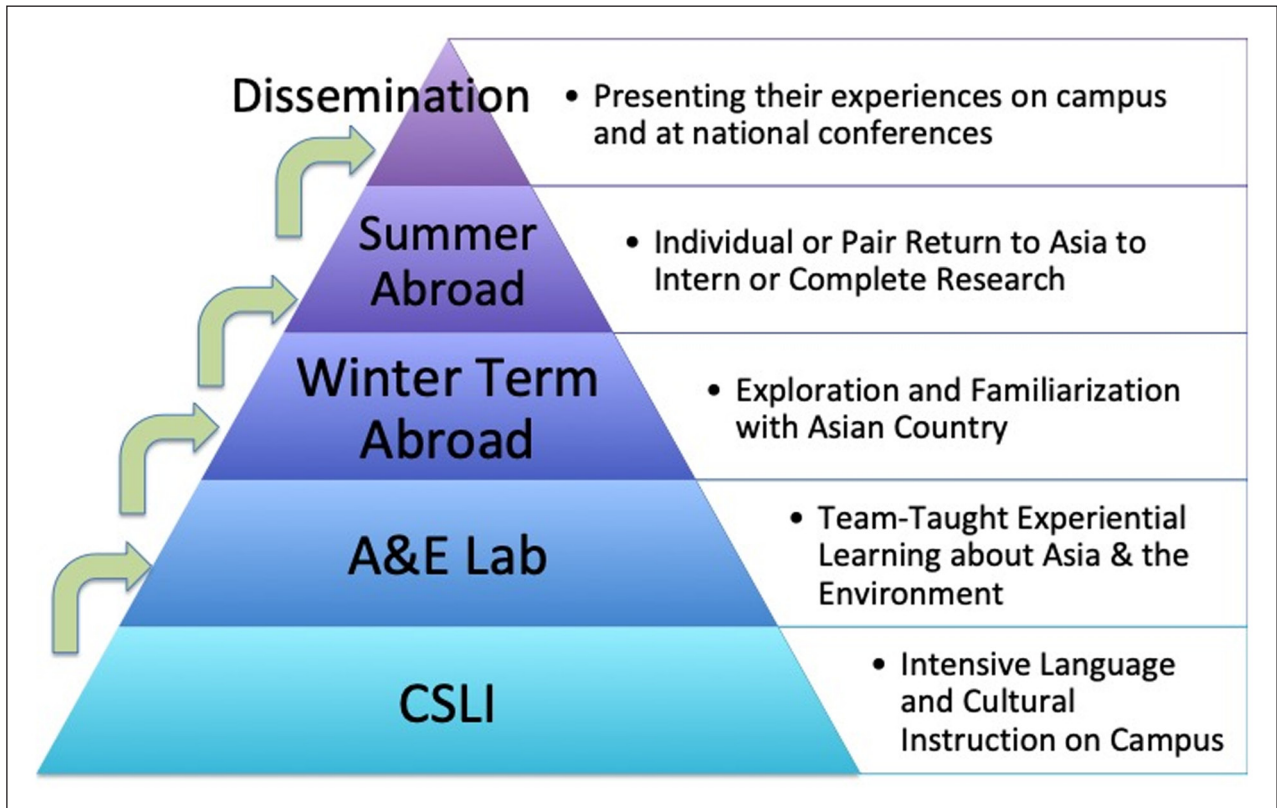 Dissemination
• Presenting their experiences on campus
and at national conferences
Summer
Abroad
• Individual or Pair Return to Asia to
Intern or Complete Research
Winter Term
Abroad
• Exploration and Familiarization
with Asian Country
A&E Lab
• Team-Taught Experiential
Learning about Asia & the
Environment
CSLI
• Intensive Language
and Cultural
Instruction on Campus